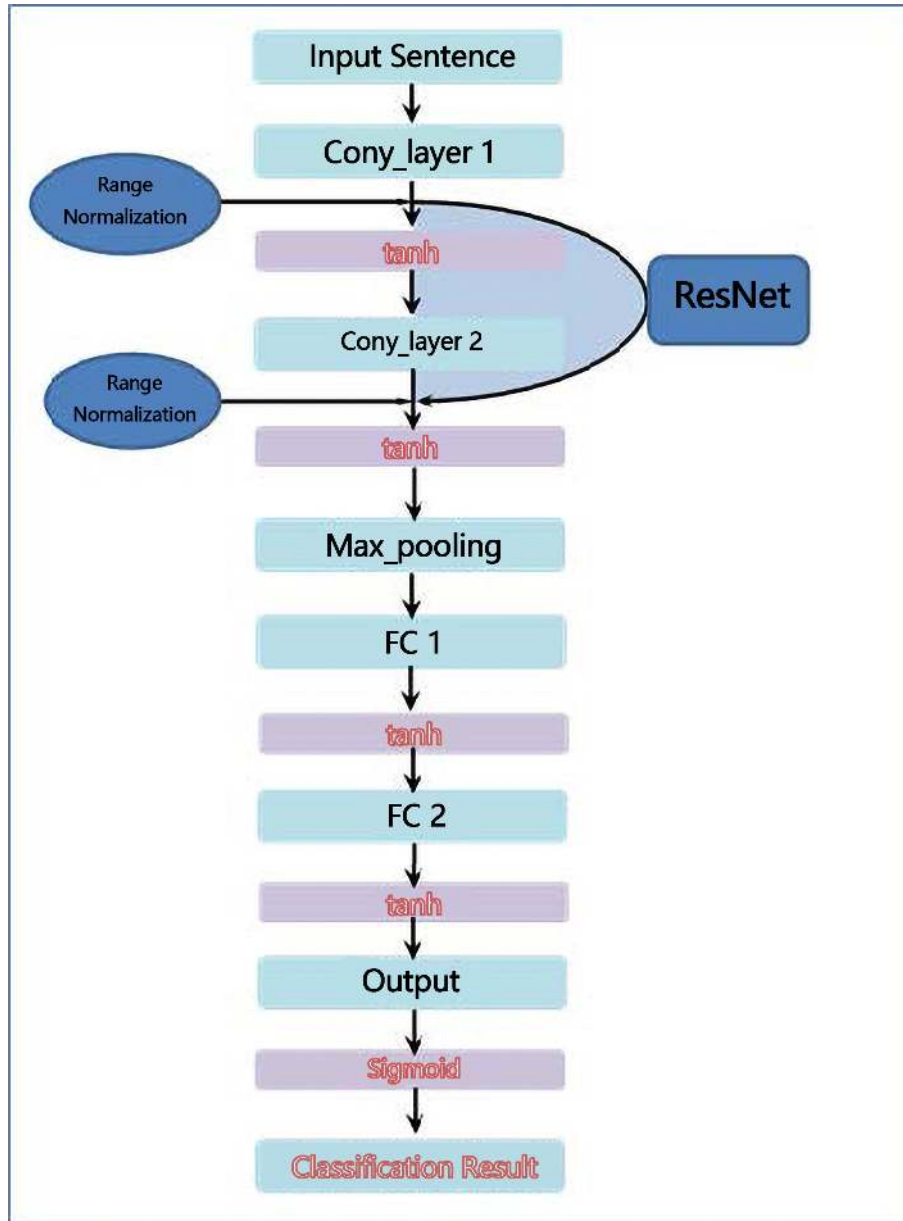 Input Sentence
Cony_layer 1
Range
Normalization
tanh
ResNet
Cony_layer 2
Range
Normalization
tanh
Max_pooling
FC 1
tanh
FC 2
tanh
Output
Sigmoid
Classification Result